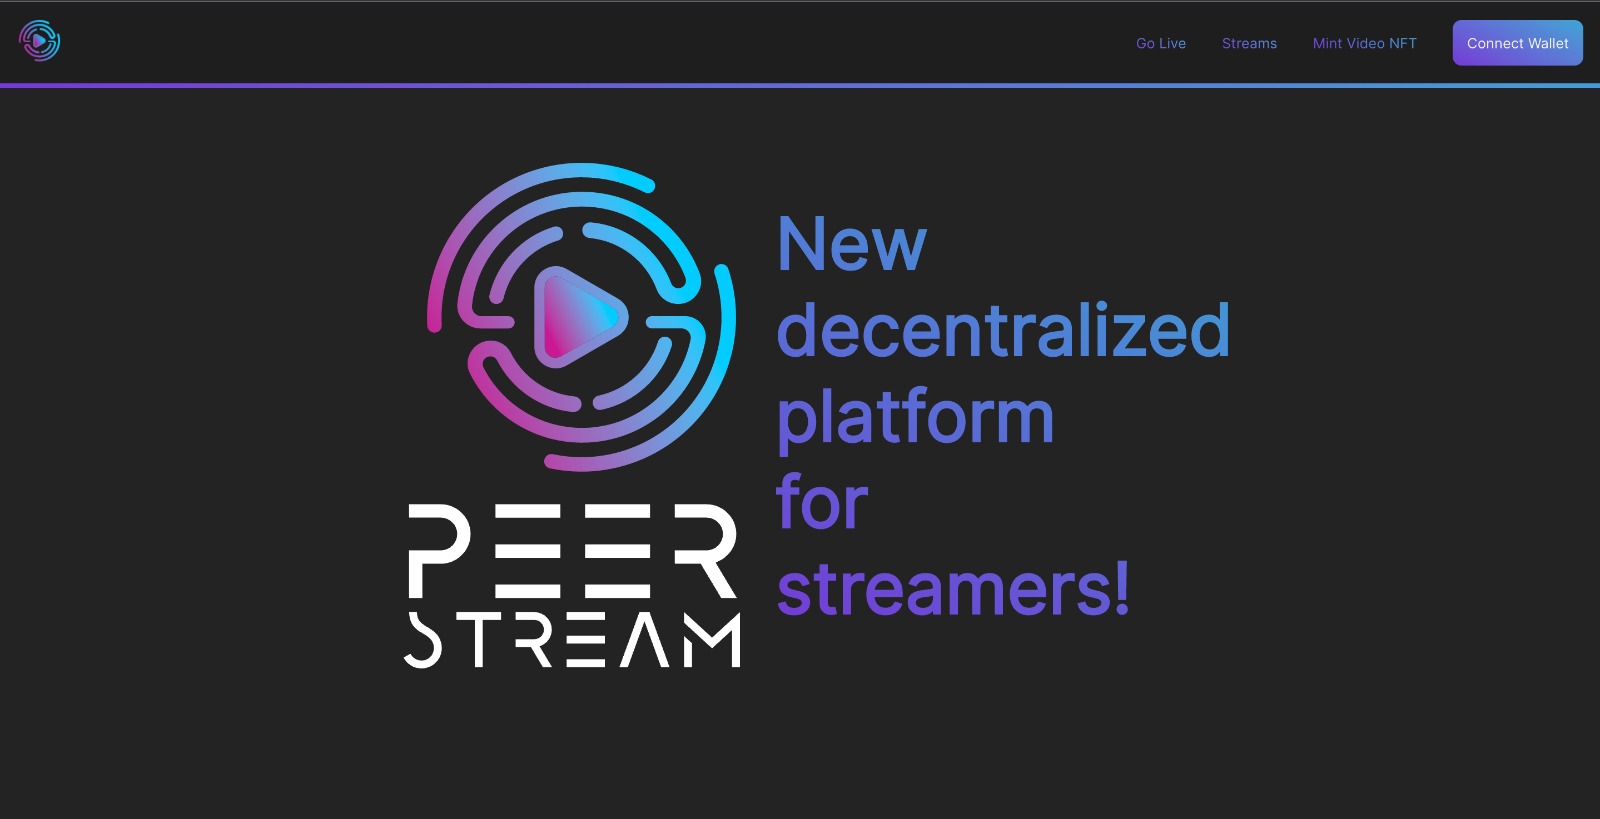 Go Live
Streams
Mint Video NFT
Connect Wallet
PEER
STREAM
New
decentralized
platform
for
streamers!